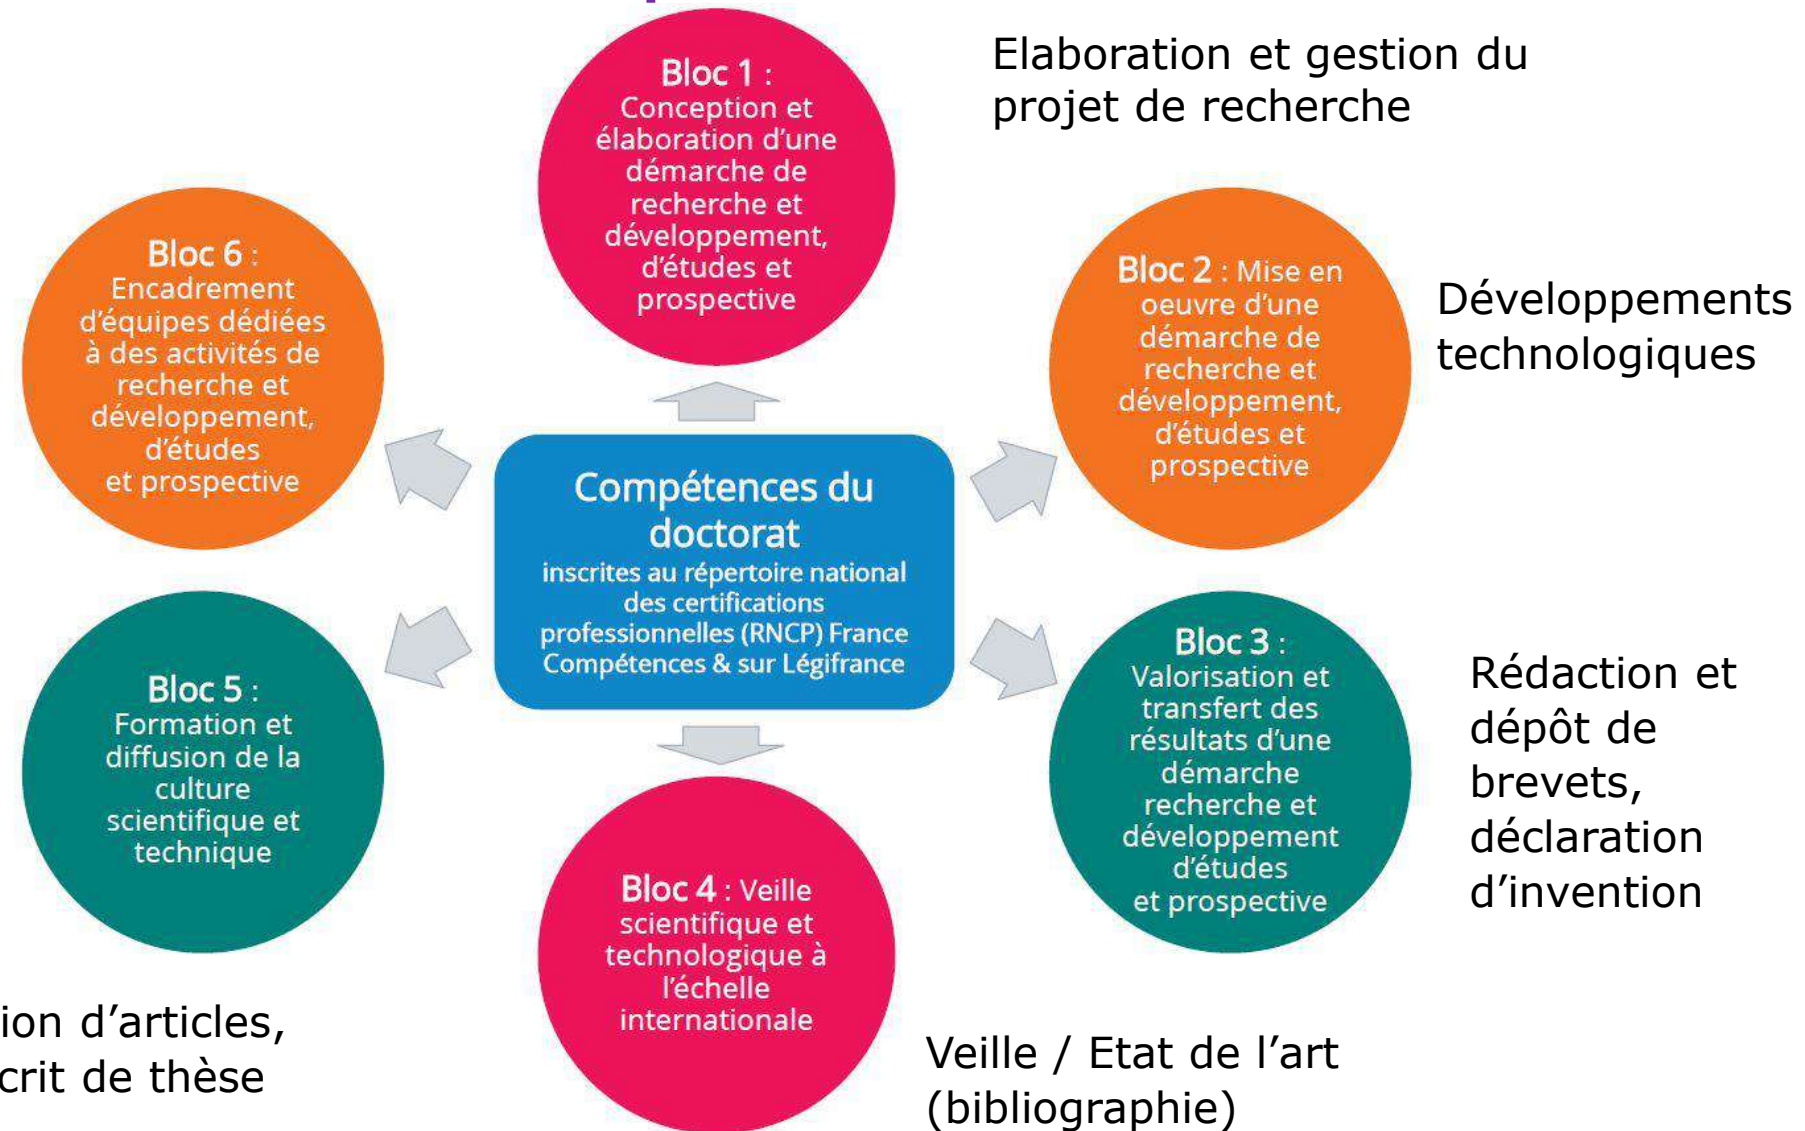 Bloc 1 :
Conception et
élaboration d'une
démarche de
recherche et
développement,
d'études et
prospective
Elaboration et gestion du
projet de recherche
Bloc 6 :
Encadrement
d'équipes dédiées
à des activités de
recherche et
développement,
d'études
et prospective
Bloc 2 : Mise en
oeuvre d'une
démarche de
recherche et
développement,
d'études et
prospective
Développements
technologiques
Compétences du
doctorat
inscrites au répertoire national
des certifications
professionnelles (RNCP) France
Compétences & sur Légifrance
Bloc 5 :
Formation et
diffusion de la
culture
scientifique et
technique
Bloc 3 :
Valorisation et
transfert des
résultats d'une
démarche
recherche et
développement
d'études
et prospective
Rédaction et
dépôt de
brevets,
déclaration
d'invention
Bloc 4 : Veille
scientifique et
technologique à
l'échelle
internationale
ion d'articles,
crit de thèse
Veille / Etat de l'art
(bibliographie)